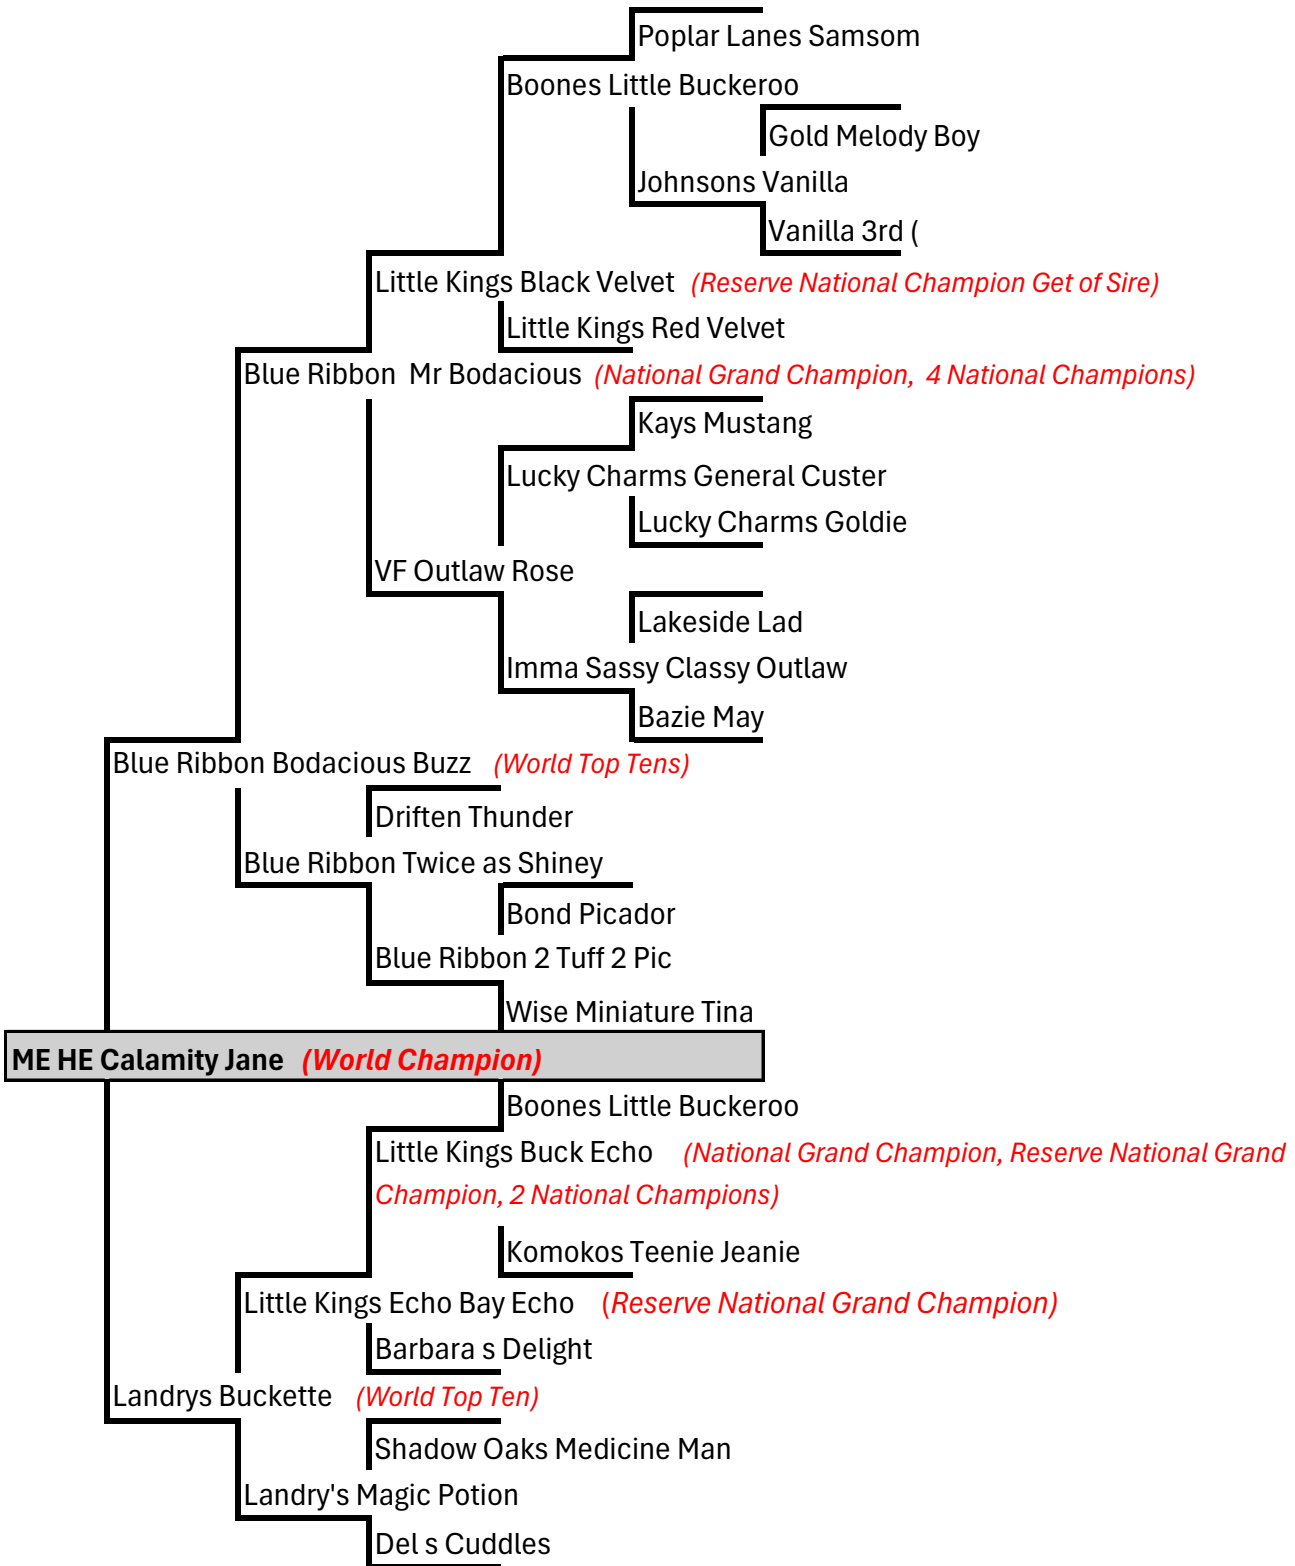 Poplar Lanes Samsom
Boones Little Buckeroo
Gold Melody Boy
Johnsons Vanilla
Vanilla 3rd (
Little Kings Black Velvet (Reserve National Champion Get of Sire)
Little Kings Red Velvet
Blue Ribbon Mr Bodacious (National Grand Champion, 4 National Champions)
Kays Mustang
Lucky Charms General Custer
Lucky Charms Goldie
VF Outlaw Rose
Lakeside Lad
Imma Sassy Classy Outlaw
Bazie May
Blue Ribbon Bodacious Buzz (World Top Tens)
Driften Thunder
Blue Ribbon Twice as Shiney
Bond Picador
Blue Ribbon 2 Tuff 2 Pic
Wise Miniature Tina
ME HE Calamity Jane (World Champion)
Boones Little Buckeroo
Little Kings Buck Echo (National Grand Champion, Reserve National Grand
Champion, 2 National Champions)
Komokos Teenie Jeanie
Little Kings Echo Bay Echo (Reserve National Grand Champion)
Barbara s Delight
Landrys Buckette (World Top Ten)
Shadow Oaks Medicine Man
Landry's Magic Potion
Del s Cuddles